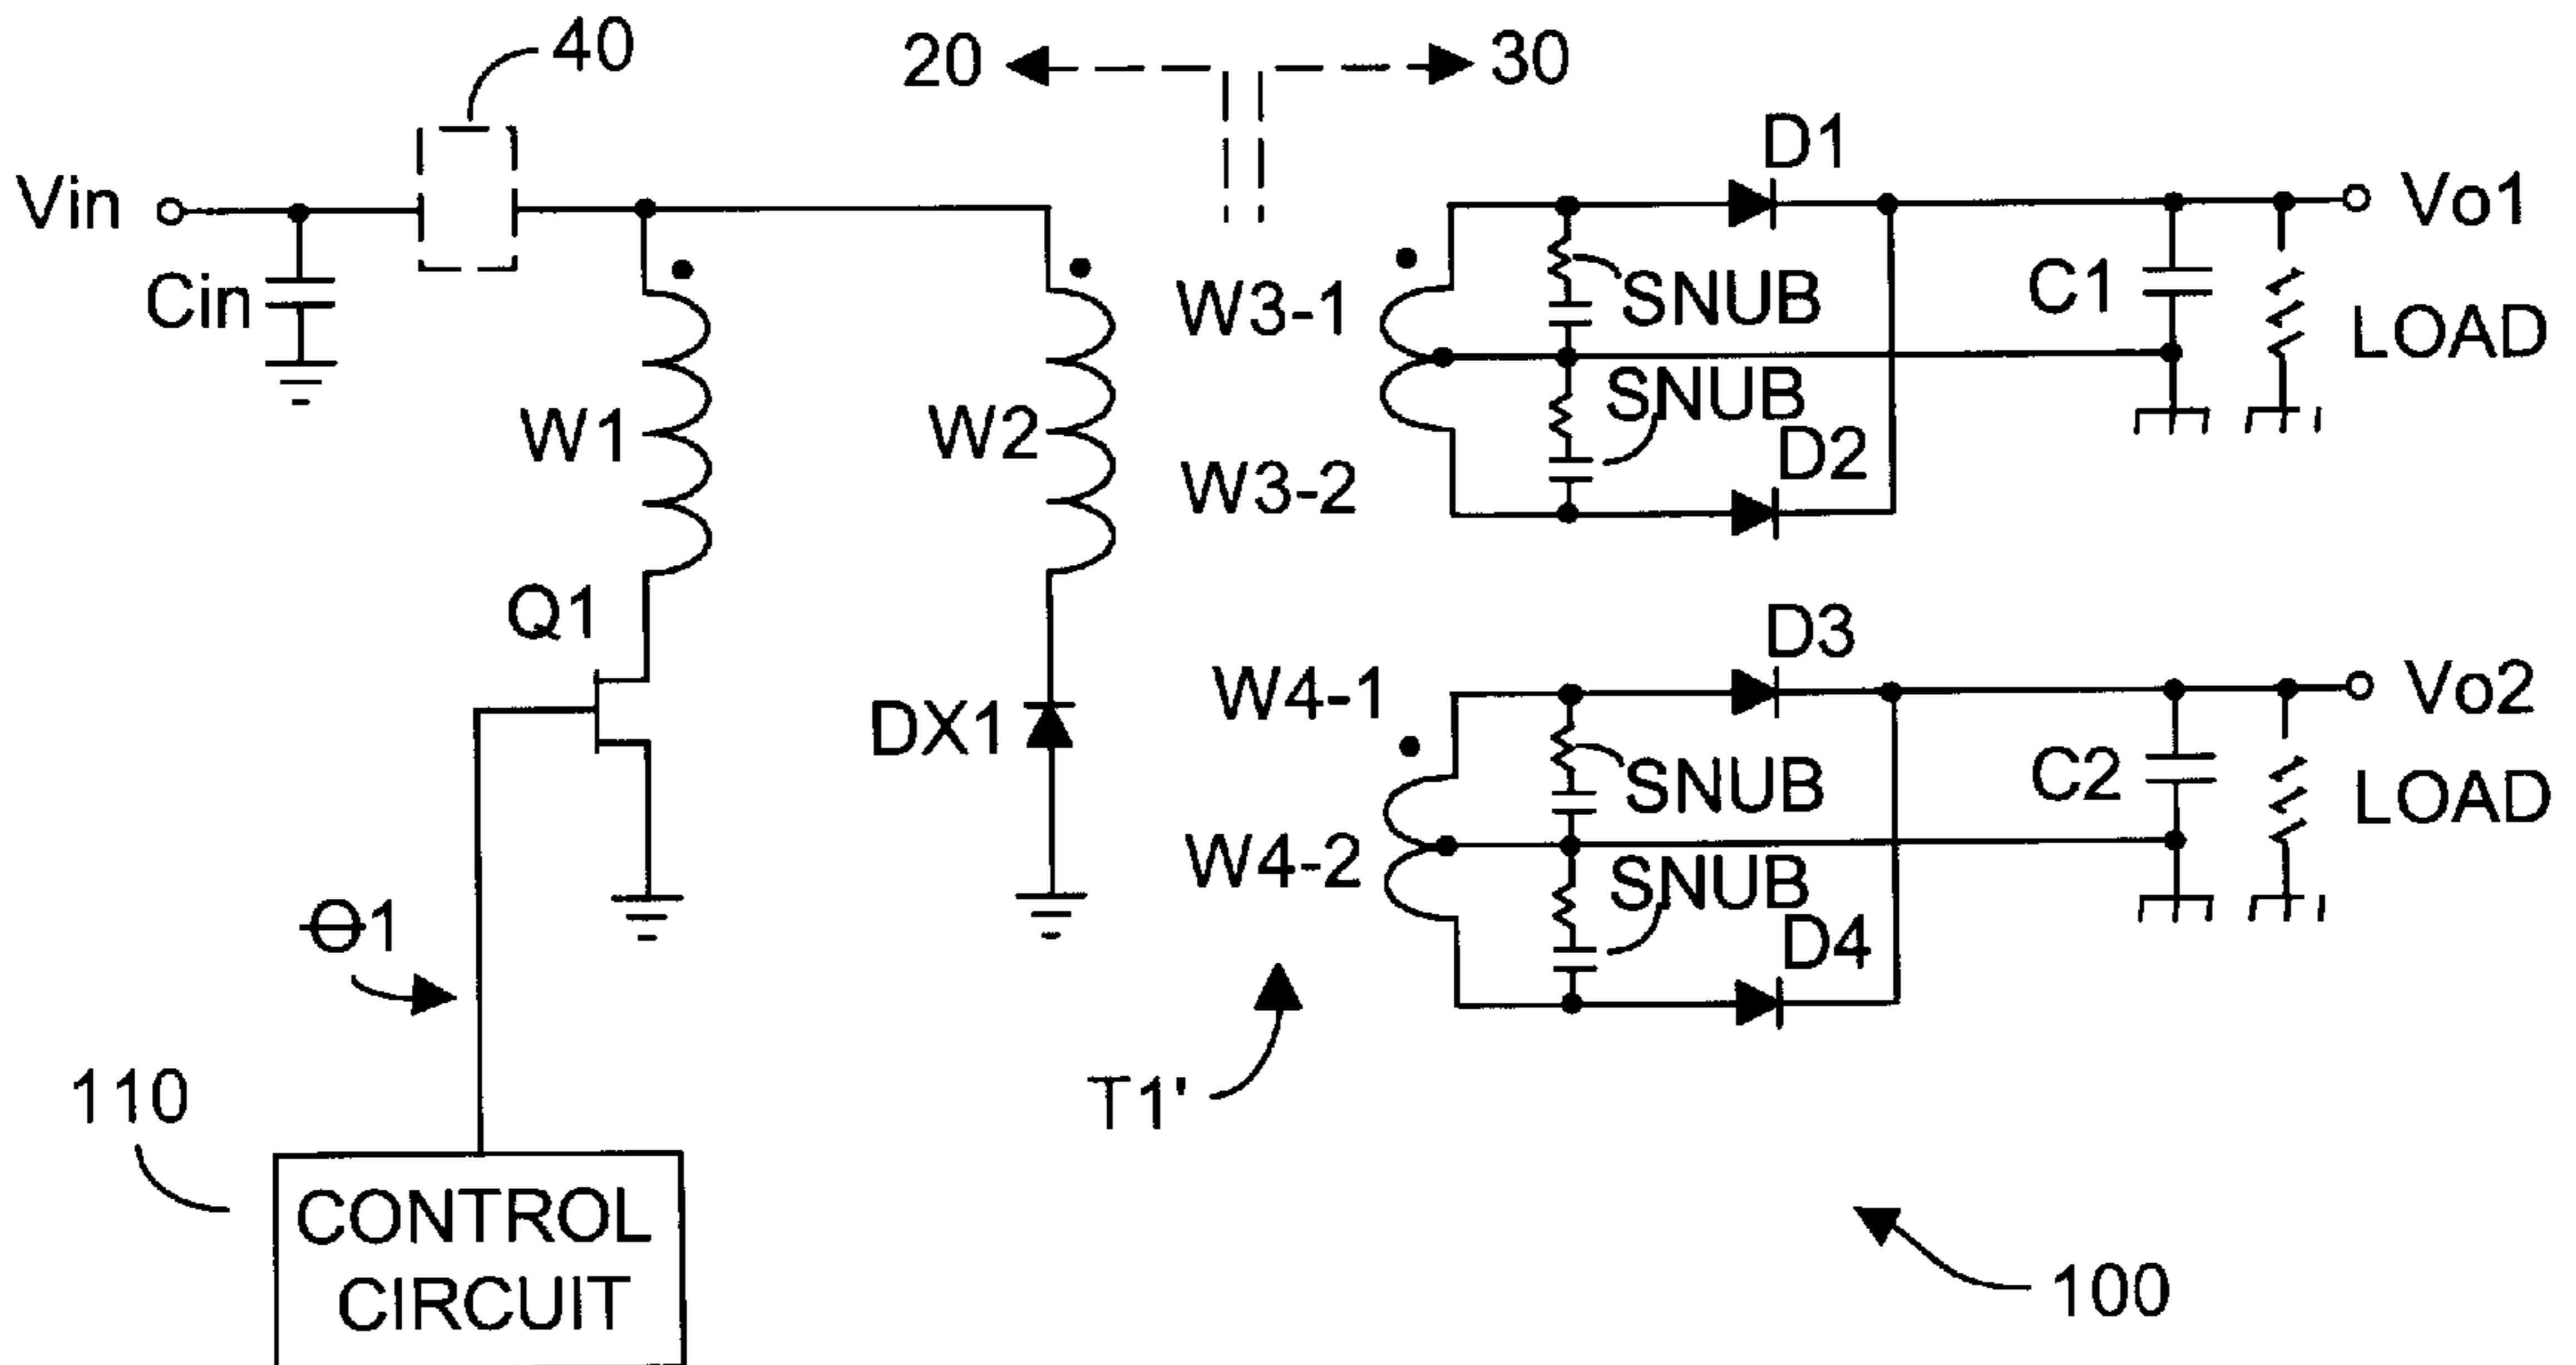 40
20
30
D1
Vin
Vo1
Cin
W3-1
SNUB
C1
LOAD
W1
W2
SNUB
D2
W3-2
Q1
D3
DX1
W4-1
Vo2
SNUB
C2
LOAD
W4-2
SNUB
D4
Θ1
T1'
110
CONTROL
CIRCUIT
100